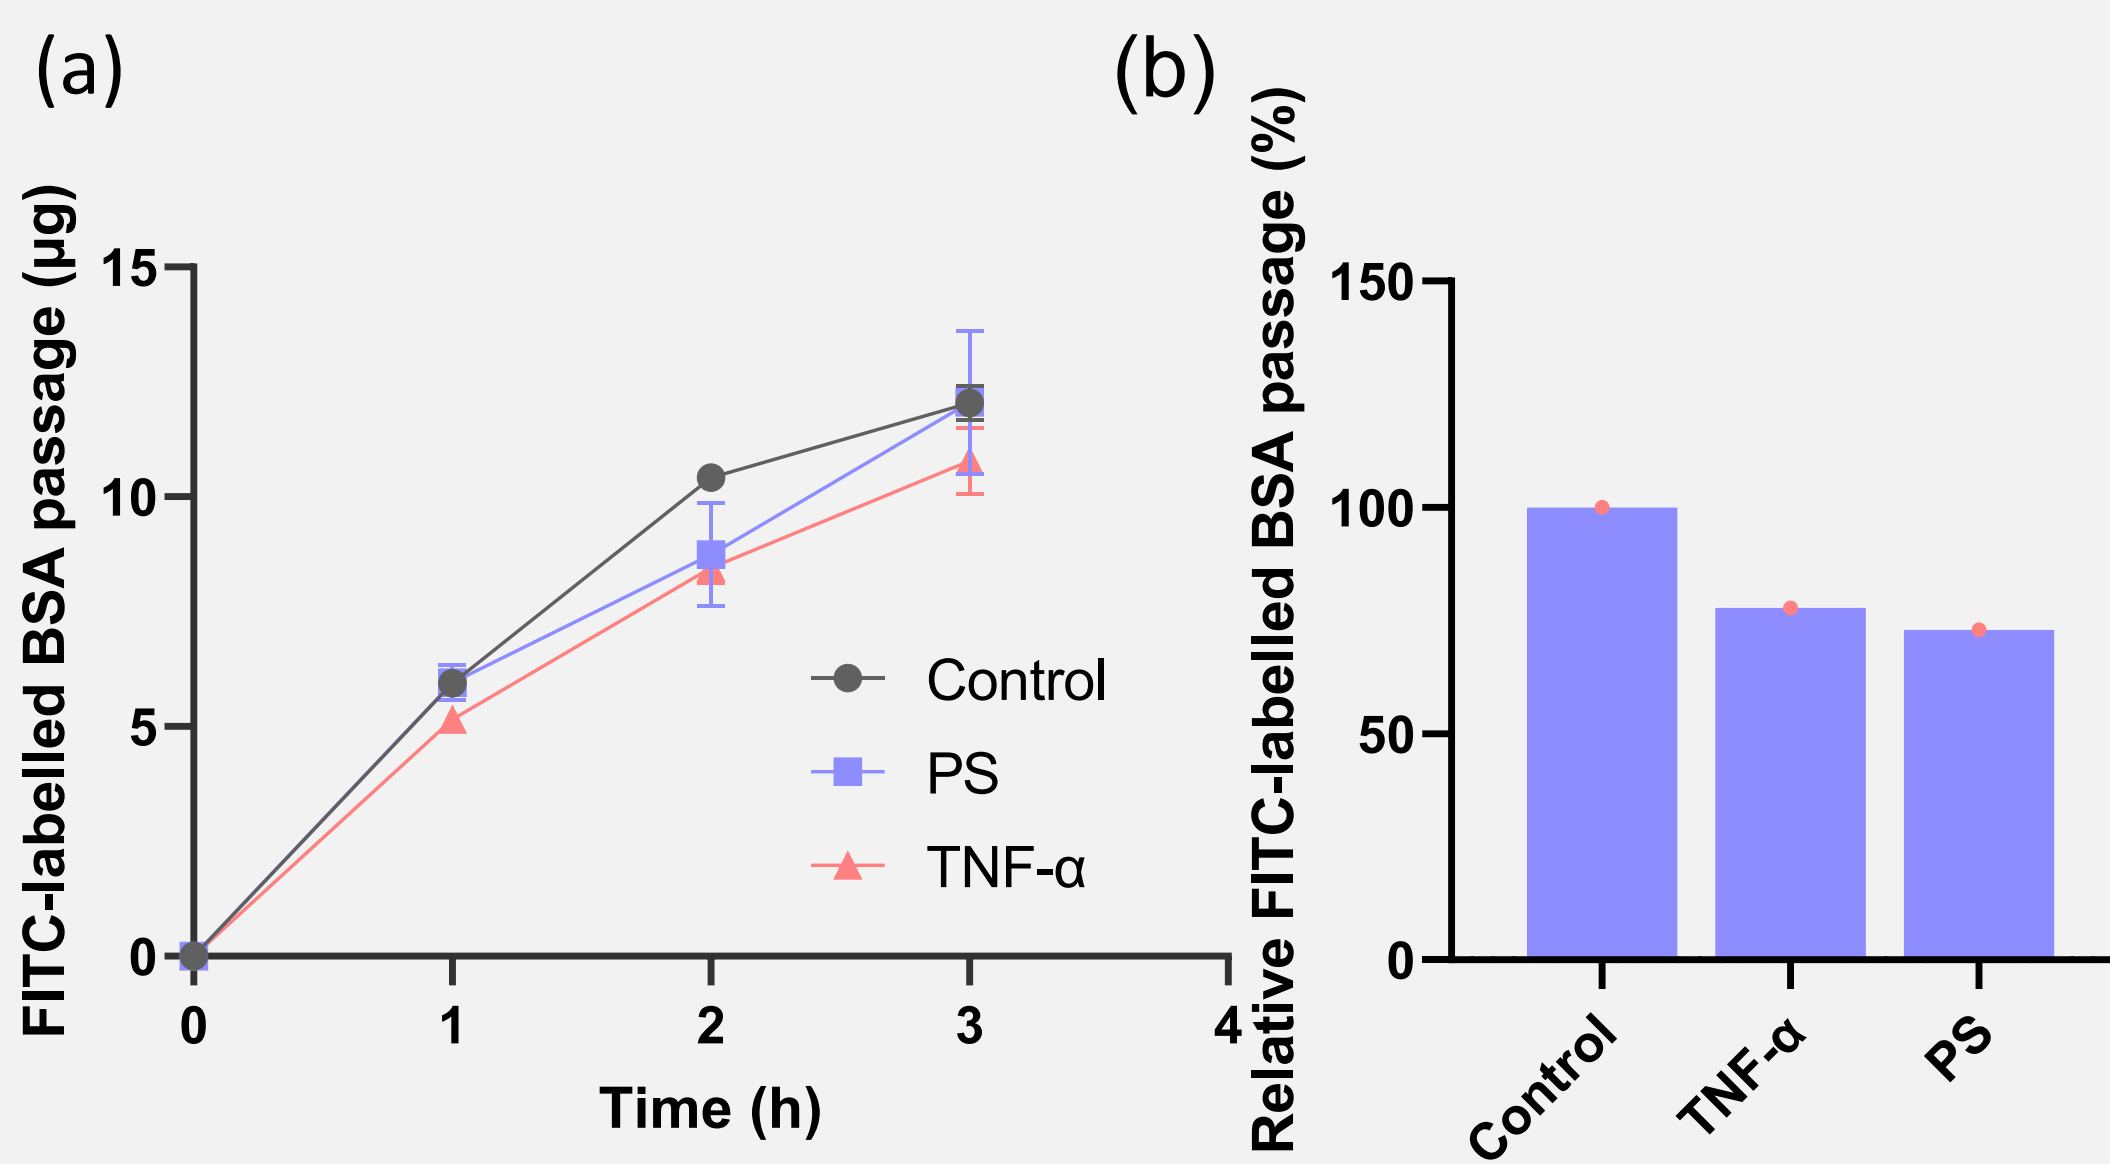 (a)
FITC-labelled BSA passage (µg)
15
10
5
0
0 1 2 3 4
Time (h)
Control
PS
TNF-α
(b)
Relative FITC-labelled BSA passage (%)
150
100
50
0
Control
TNF-α
PS